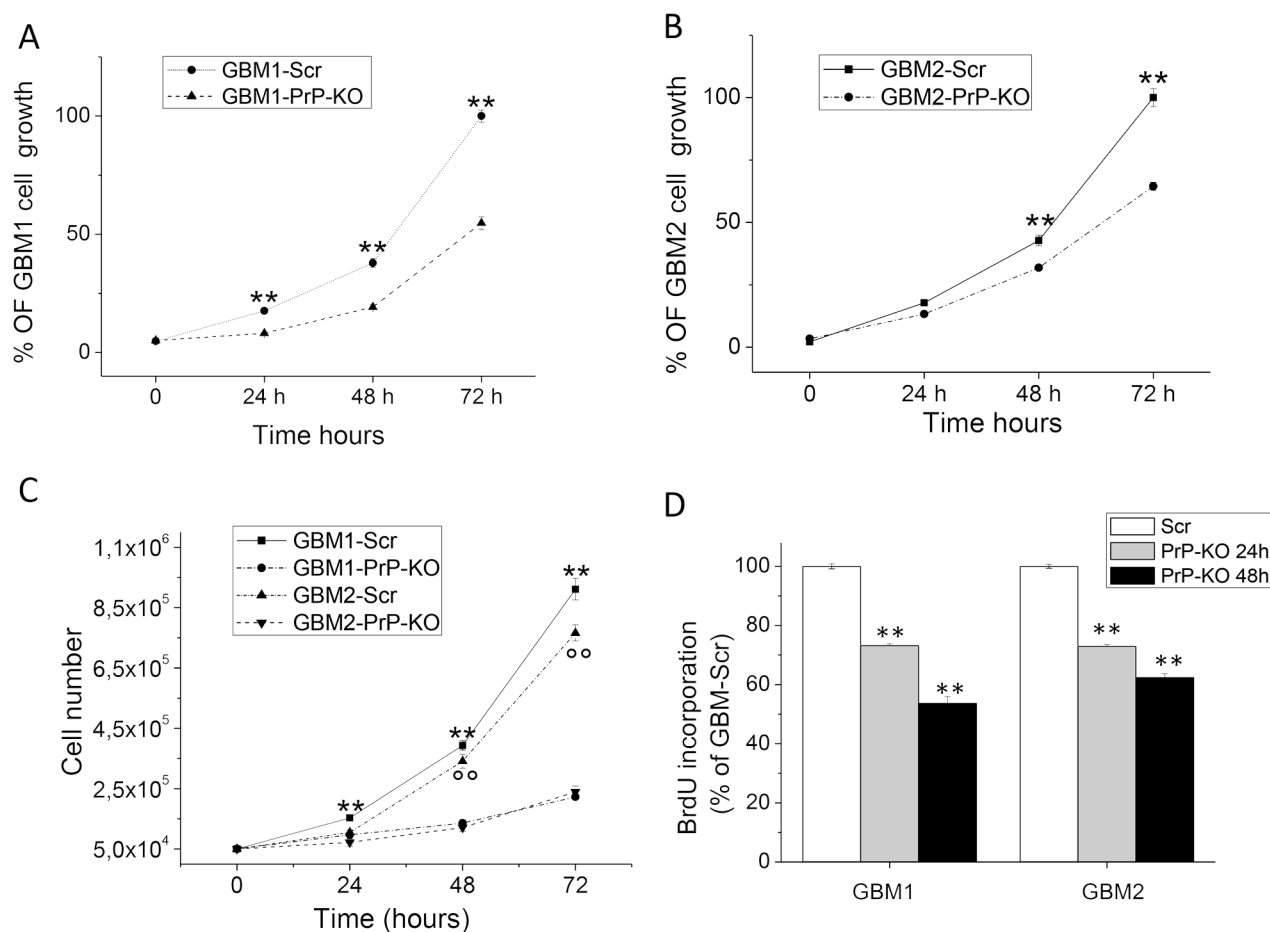 A
GBM1-Scr
GBM1-PrP-KO
% OF GBM1 cell growth
100
50
0
**
**
**
0
24 h
48 h
72 h
Time hours
B
GBM2-Scr
GBM2-PrP-KO
% OF GBM2 cell growth
100
50
0
**
**
0
24 h
48 h
72 h
Time hours
C
GBM1-Scr
GBM1-PrP-KO
GBM2-Scr
GBM2-PrP-KO
Cell number
1,1x10⁶
8,5x10⁵
6,5x10⁵
4,5x10⁵
2,5x10⁵
5,0x10⁴
**
**
°°
**
°°
0
24
48
72
Time (hours)
D
Scr
PrP-KO 24h
PrP-KO 48h
BrdU incorporation
(% of GBM-Scr)
100
80
60
40
20
0
**
**
**
**
GBM1
GBM2